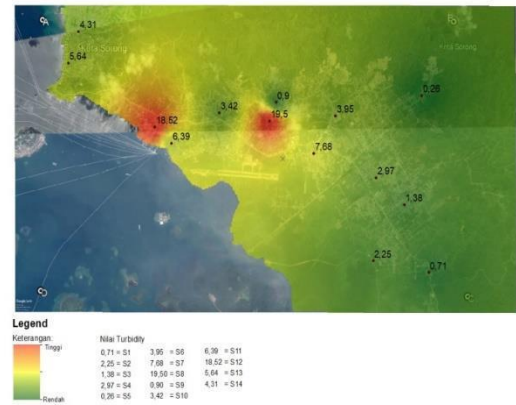 4,31
5,64
18,52
6,39
3,42
0,9
19,5
3,95
7,68
0,26
2,97
1,38
2,25
0,71
Legend
Keterangan:
Tinggi
Rendah
Nilai Turbidity
0,71 = S1
2,25 = S2
1,38 = S3
2,97 = S4
0,26 = S5
3,95 = S6
7,68 = S7
19,50 = S8
0,90 = S9
3,42 = S10
6,39 = S11
18,52 = S12
5,64 = S13
4,31 = S14